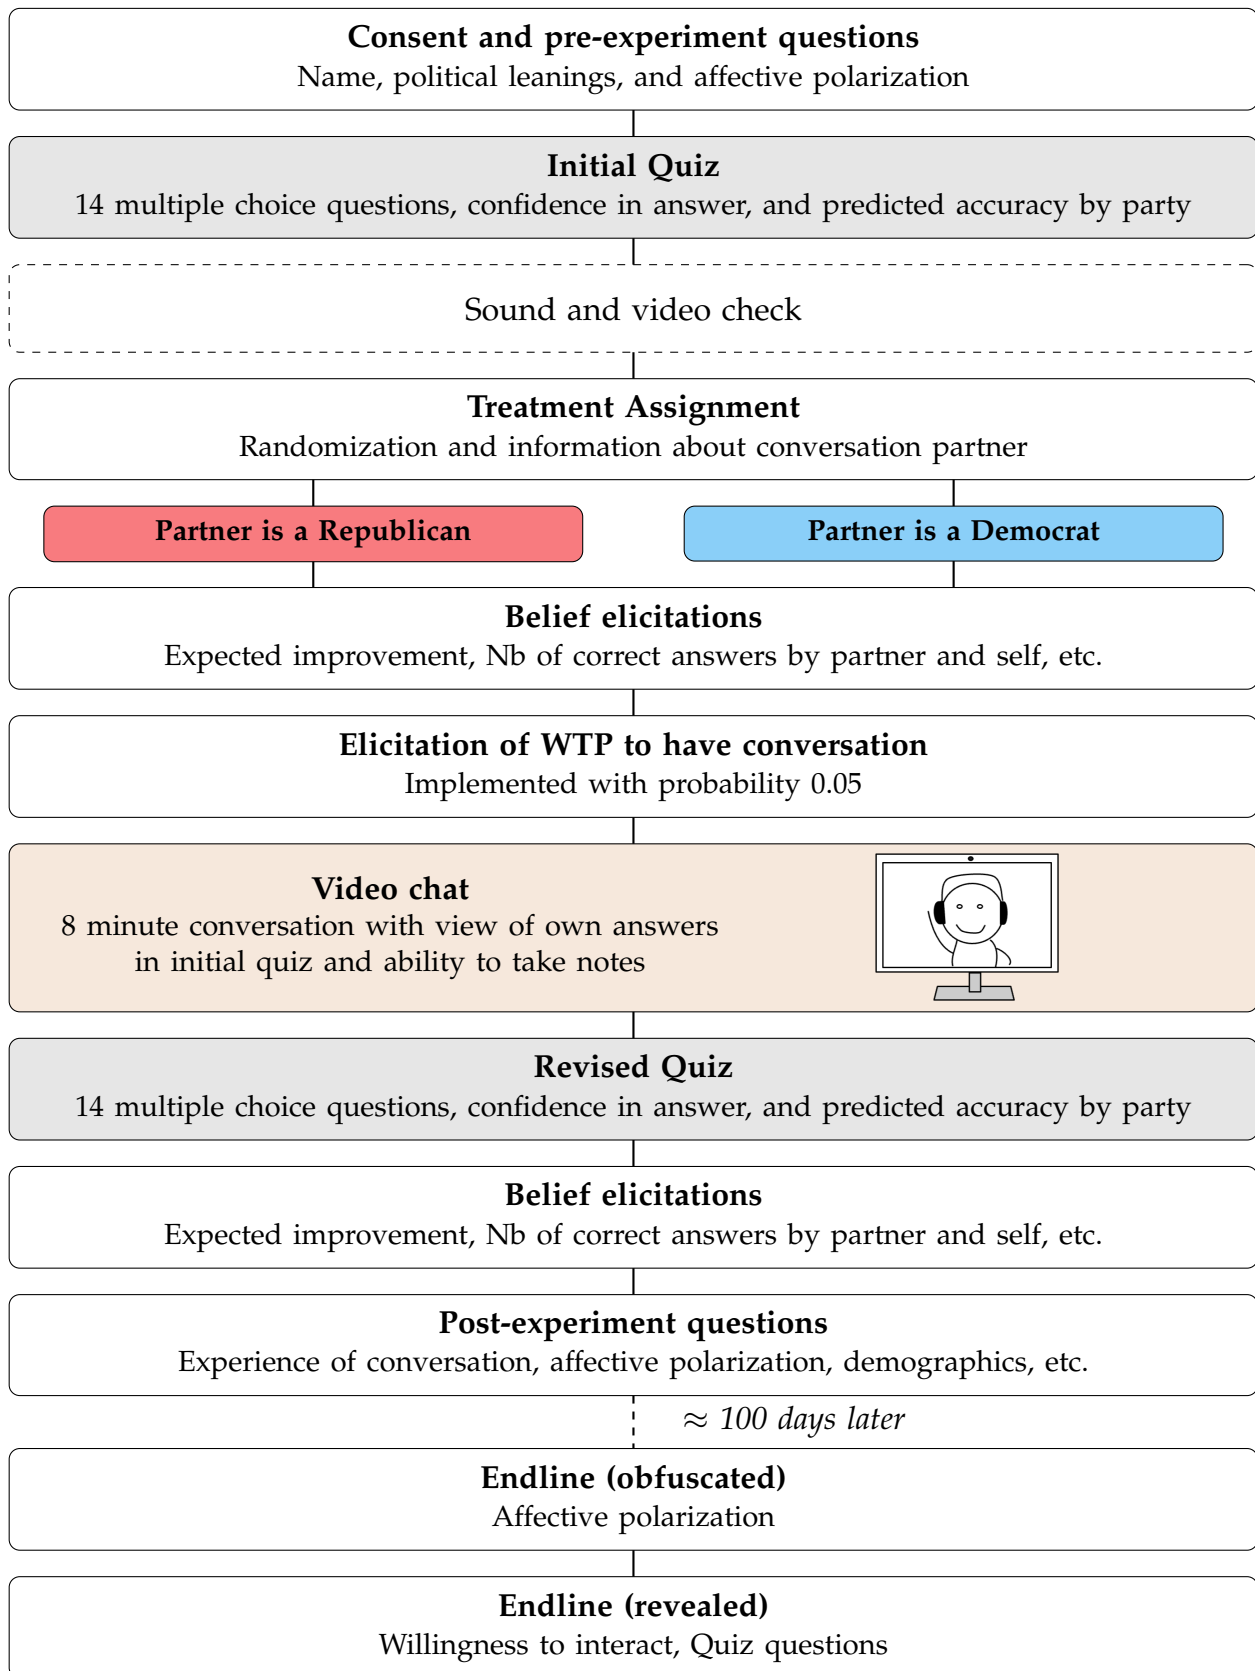 Consent and pre-experiment questions
Name, political leanings, and affective polarization
Initial Quiz
14 multiple choice questions, confidence in answer, and predicted accuracy by party
Sound and video check
Treatment Assignment
Randomization and information about conversation partner
Partner is a Republican
Partner is a Democrat
Belief elicitations
Expected improvement, Nb of correct answers by partner and self, etc.
Elicitation of WTP to have conversation
Implemented with probability 0.05
Video chat
8 minute conversation with view of own answers
in initial quiz and ability to take notes
Revised Quiz
14 multiple choice questions, confidence in answer, and predicted accuracy by party
Belief elicitations
Expected improvement, Nb of correct answers by partner and self, etc.
Post-experiment questions
Experience of conversation, affective polarization, demographics, etc.
≈ 100 days later
Endline (obfuscated)
Affective polarization
Endline (revealed)
Willingness to interact, Quiz questions